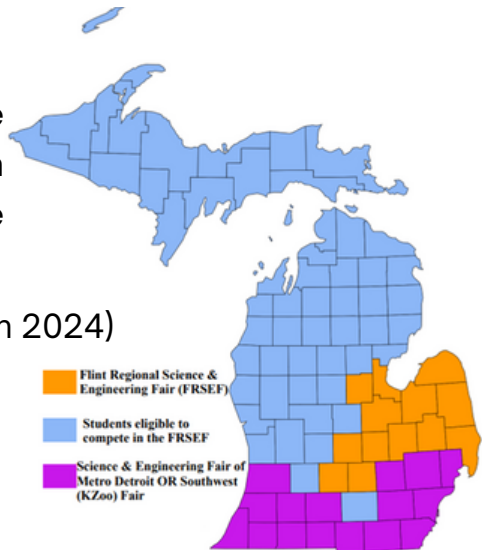 e
n
e
n 2024)
Flint Regional Science &
Engineering Fair (FRSEF)
Students eligible to
compete in the FRSEF
Science & Engineering Fair of
Metro Detroit OR Southwest
(KZoo) Fair